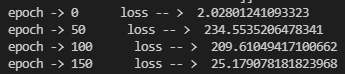 epoch -> 0 loss -- > 2.02801241093323
epoch -> 50 loss -- > 234.5535206478341
epoch -> 100 loss -- > 209.61049417100662
epoch -> 150 loss -- > 25.179078181823968